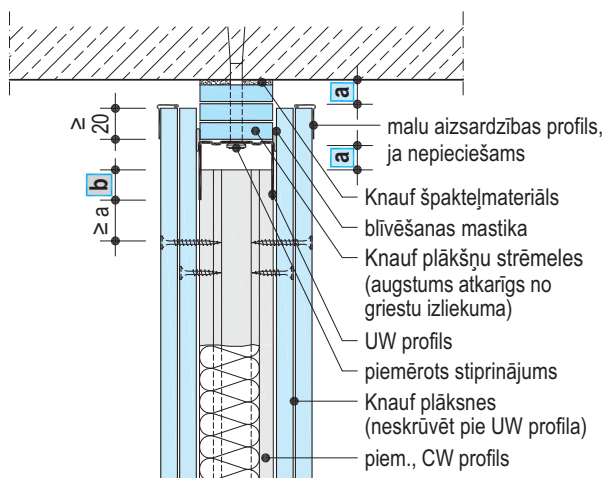 a
≥
20
malu aizsardzības profils,
ja nepieciešams
a
b
Knauf špakteļmateriāls
≥ a
blīvēšanas mastika
Knauf plākšņu strēmeles
(augstums atkarīgs no
griestu izliekuma)
UW profils
piemērots stiprinājums
Knauf plāksnes
(neskrūvēt pie UW profila)
piem., CW profils